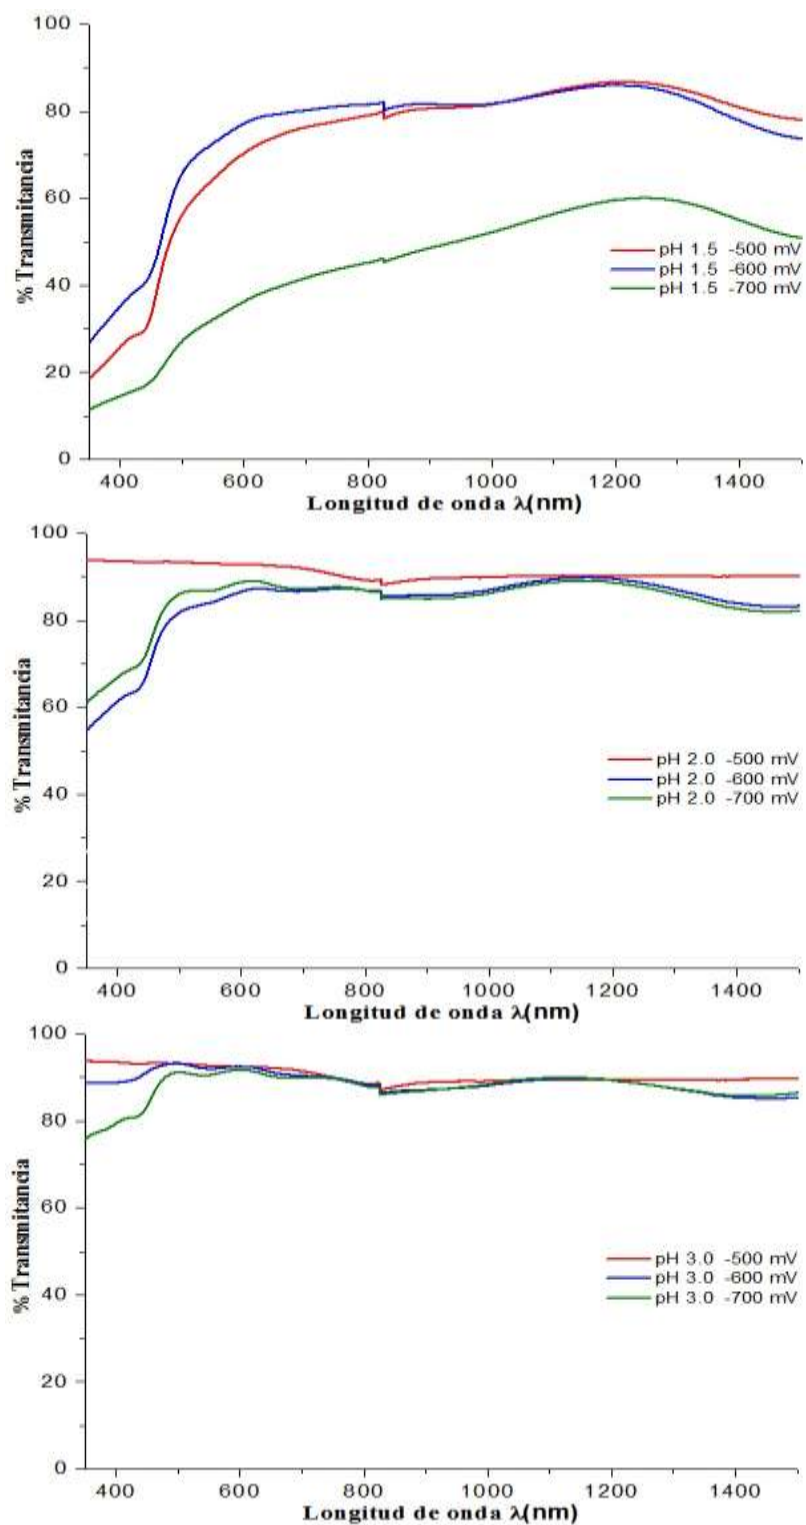 100
80
60
40
20
0
% Transmitancia
pH 1.5 -500 mV
pH 1.5 -600 mV
pH 1.5 -700 mV
400 600 800 1000 1200 1400
Longitud de onda λ(nm)
100
80
60
40
20
0
% Transmitancia
pH 2.0 -500 mV
pH 2.0 -600 mV
pH 2.0 -700 mV
400 600 800 1000 1200 1400
Longitud de onda λ(nm)
100
80
60
40
20
0
% Transmitancia
pH 3.0 -500 mV
pH 3.0 -600 mV
pH 3.0 -700 mV
400 600 800 1000 1200 1400
Longitud de onda λ(nm)